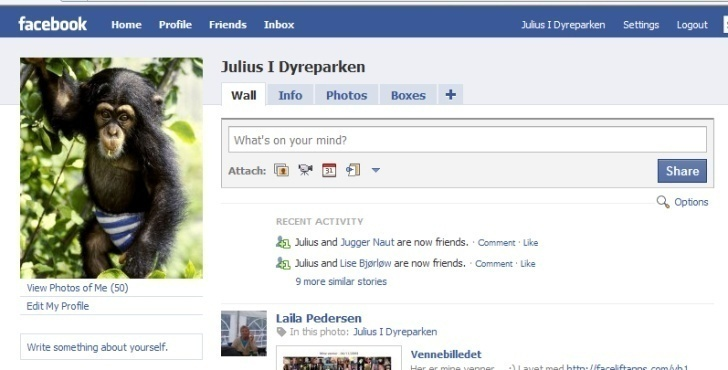 facebook Home Profile Friends Inbox Julius I Dyreparken Settings Logout
Julius I Dyreparken
Wall Info Photos Boxes +
What's on your mind?
Attach: 31 Share
Options
RECENT ACTIVITY
Julius and Jugger Naut are now friends. · Comment · Like
Julius and Lise Bjørløw are now friends. · Comment · Like
9 more similar stories
View Photos of Me (50)
Edit My Profile
Write something about yourself.
Laila Pedersen
In this photo: Julius I Dyreparken
Vennebilledet
Her er mine venner.... :) Lavet med http://faceliftapps.com/vb1